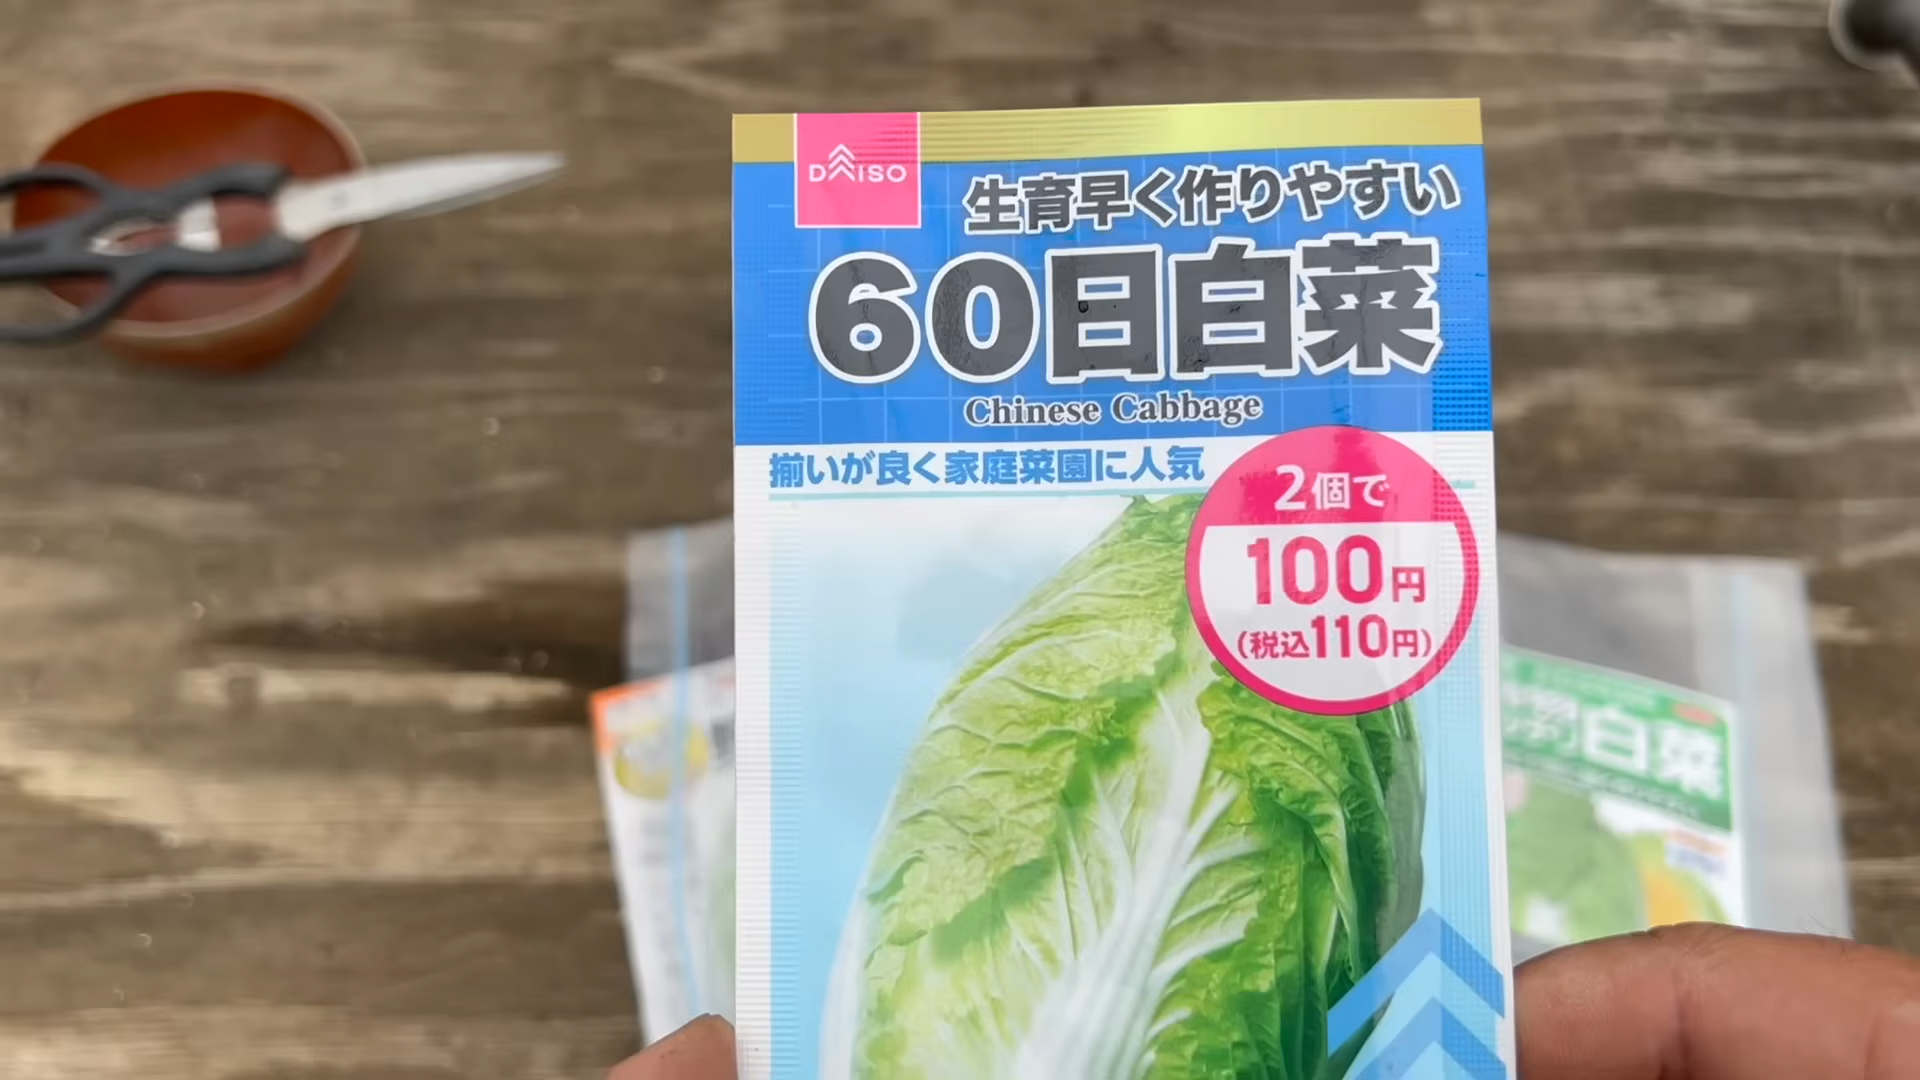 DAISO
生育早く作りやすい
60日白菜
Chinese Cabbage
揃いが良く家庭菜園に人気
2個で
100円
(税込110円)
白菜